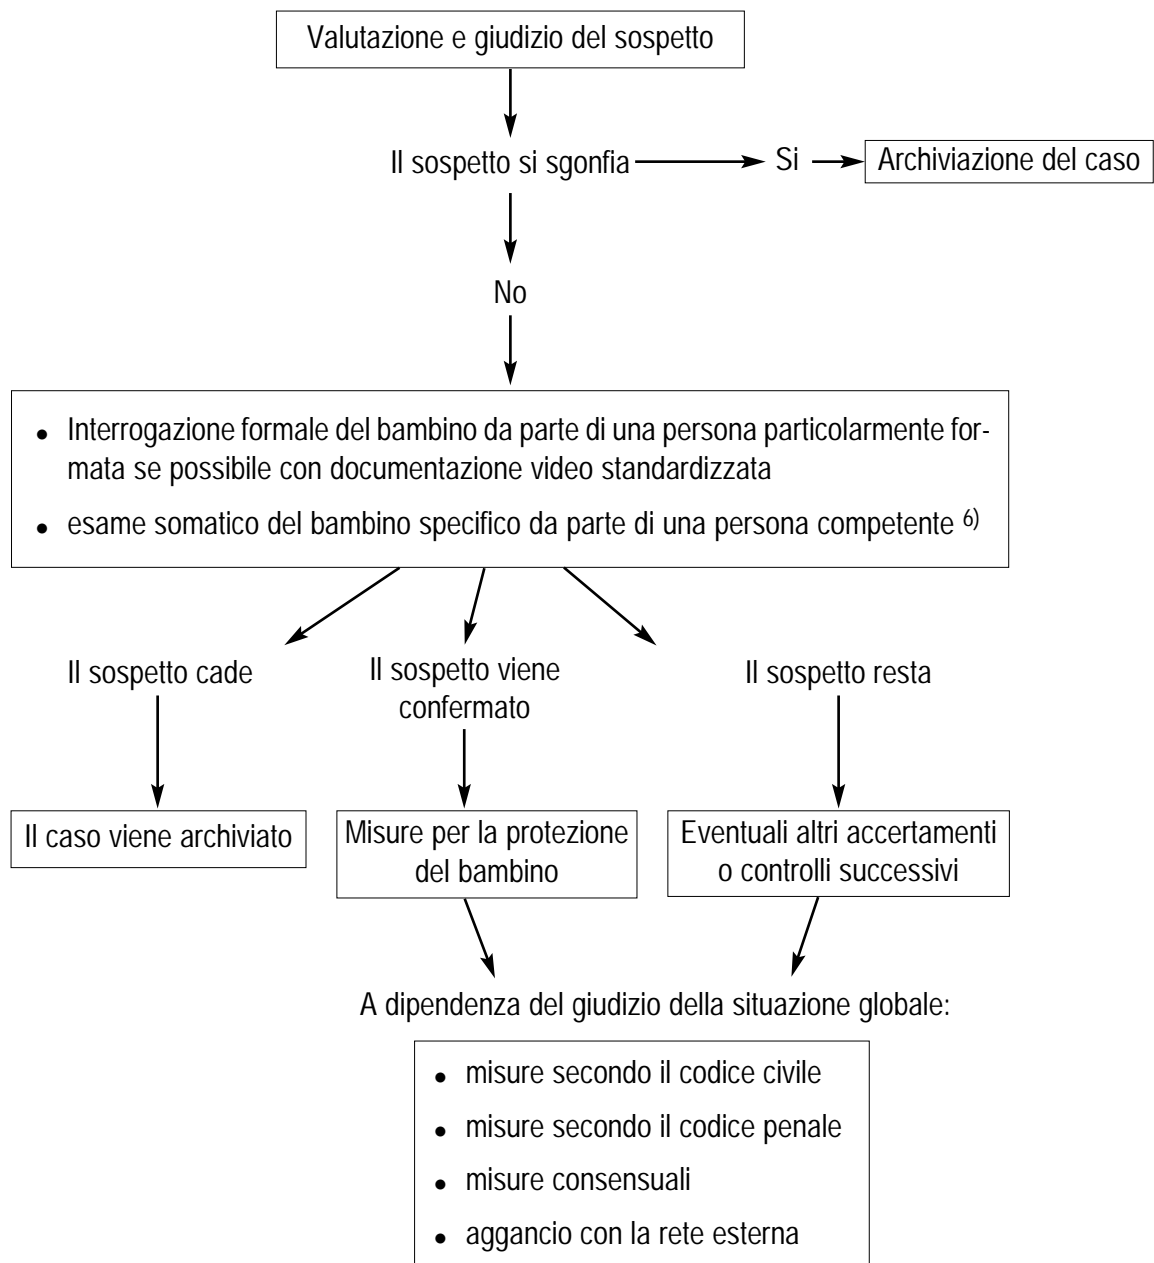 Valutazione e giudizio del sospetto
Il sospetto si sgonfia
Si
Archiviazione del caso
No
• Interrogazione formale del bambino da parte di una persona particolarmente for-
mata se possibile con documentazione video standardizzata
• esame somatico del bambino specifico da parte di una persona competente 6)
Il sospetto cade
Il sospetto viene
confermato
Il sospetto resta
Il caso viene archiviato
Misure per la protezione
del bambino
Eventuali altri accertamenti
o controlli successivi
A dipendenza del giudizio della situazione globale:
• misure secondo il codice civile
• misure secondo il codice penale
• misure consensuali
• aggancio con la rete esterna